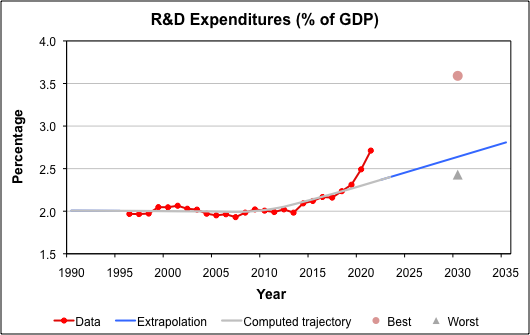 R&D Expenditures (% of GDP)
4.0
3.5
3.0
2.5
2.0
1.5
Percentage
1990 1995 2000 2005 2010 2015 2020 2025 2030 2035
Year
Data Extrapolation Computed trajectory Best Worst